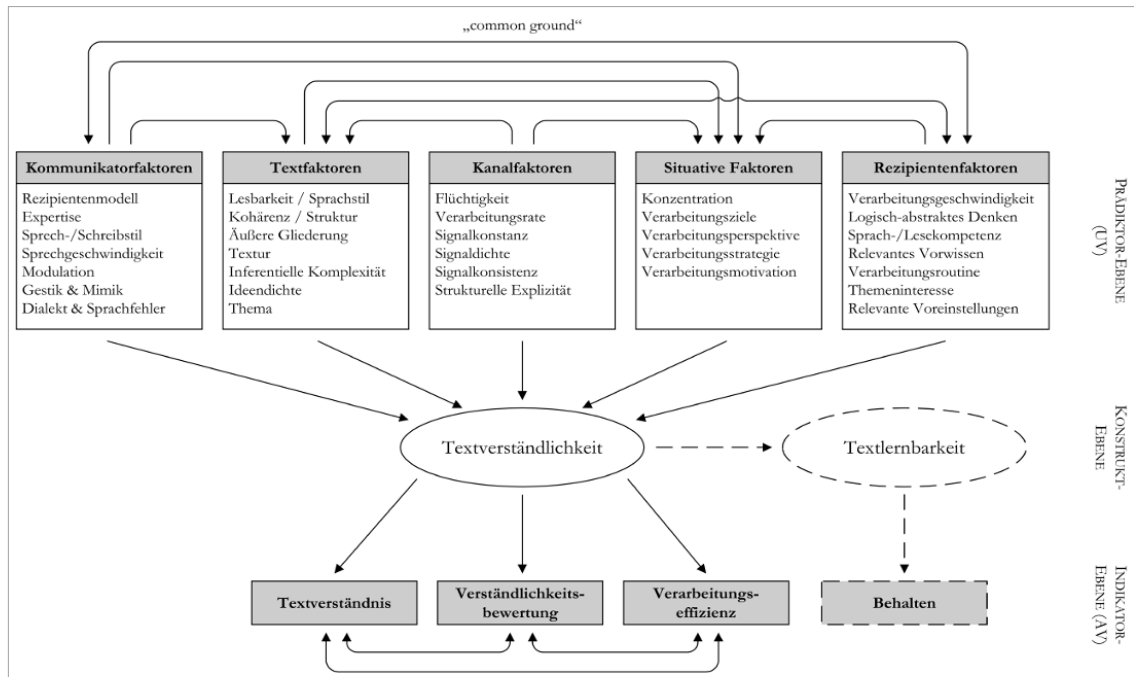 „common ground“
Kommunikatorfaktoren
Rezipientenmodell
Expertise
Sprech-/Schreibstil
Sprechgeschwindigkeit
Modulation
Gestik & Mimik
Dialekt & Sprachfehler
Textfaktoren
Lesbarkeit / Sprachstil
Kohärenz / Struktur
Äußere Gliederung
Textur
Inferentielle Komplexität
Ideendichte
Thema
Kanalfaktoren
Flüchtigkeit
Verarbeitungsrate
Signalkonstanz
Signaldichte
Signalkonsistenz
Strukturelle Explizität
Situative Faktoren
Konzentration
Verarbeitungsziele
Verarbeitungsperspektive
Verarbeitungsstrategie
Verarbeitungsmotivation
Rezipientenfaktoren
Verarbeitungsgeschwindigkeit
Logisch-abstraktes Denken
Sprach-/Lesekompetenz
Relevantes Vorwissen
Verarbeitungsroutine
Themeninteresse
Relevante Voreinstellungen
PRÄDIKTOR-EBENE
(UV)
Textverständlichkeit
Textlernbarkeit
KONSTRUKT-
EBENE
Textverständnis
Verständlichkeits-
bewertung
Verarbeitungs-
effizienz
Behalten
INDIKATOR-
EBENE (AV)